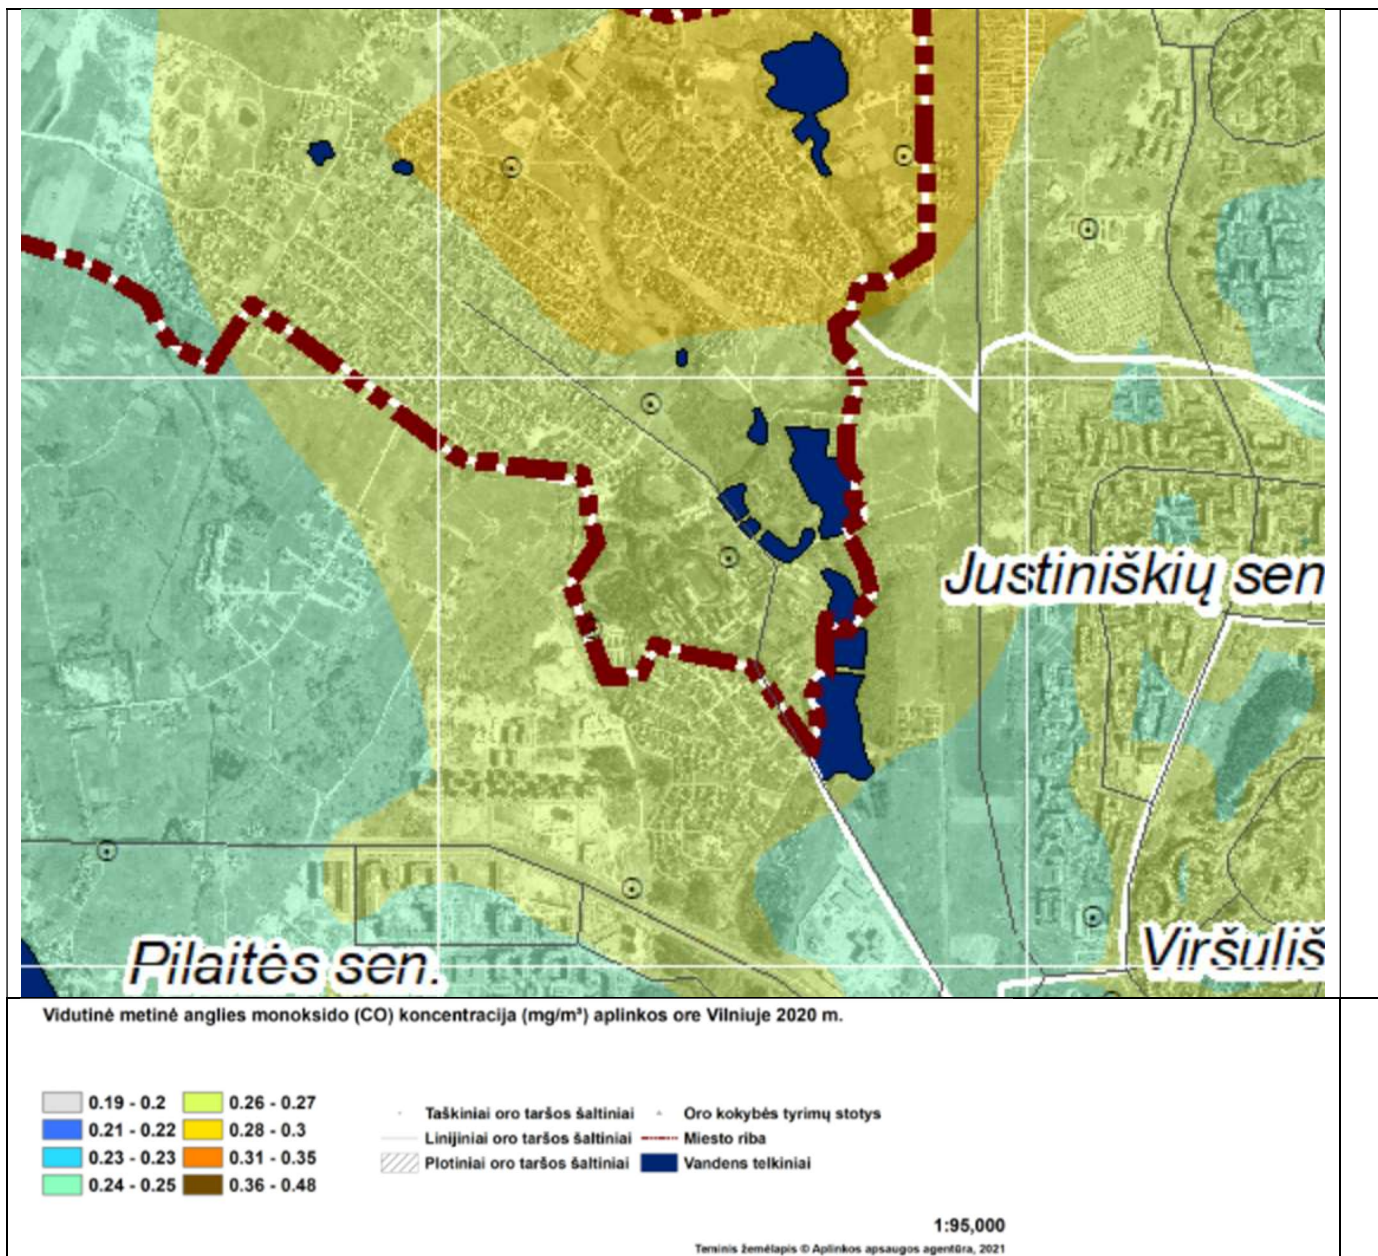 Justiniškių sen
Pilaitės sen.
Viršuliš
Vidutinė metinė anglies monoksido (CO) koncentracija (mg/m³) aplinkos ore Vilniuje 2020 m.
0.19 - 0.2
0.21 - 0.22
0.23 - 0.23
0.24 - 0.25
0.26 - 0.27
0.28 - 0.3
0.31 - 0.35
0.36 - 0.48
Taškiniai oro taršos šaltiniai
Linijiniai oro taršos šaltiniai
Plotiniai oro taršos šaltiniai
Oro kokybės tyrimų stotys
Miesto riba
Vandens telkiniai
1:95,000
Teminis žemėlapis © Aplinkos apsaugos agentūra, 2021